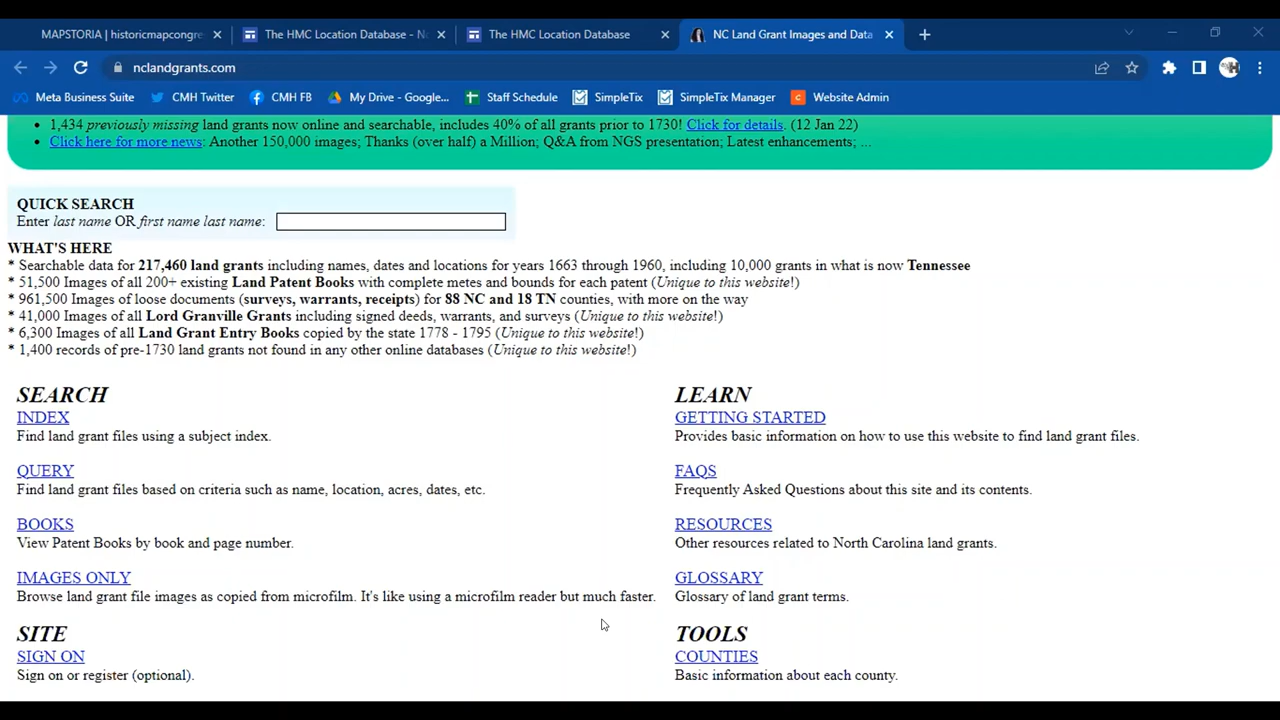 MAPSTORIA | historicmapcongre
The HMC Location Database - N
The HMC Location Database
NC Land Grant Images and Data
nclandgrants.com
Meta Business Suite
CMH Twitter
CMH FB
My Drive - Google...
Staff Schedule
SimpleTix
SimpleTix Manager
Website Admin
• 1,434 previously missing land grants now online and searchable, includes 40% of all grants prior to 1730! Click for details. (12 Jan 22)
• Click here for more news: Another 150,000 images; Thanks (over half) a Million; Q&A from NGS presentation; Latest enhancements; ...
QUICK SEARCH
Enter last name OR first name last name:
WHAT'S HERE
* Searchable data for 217,460 land grants including names, dates and locations for years 1663 through 1960, including 10,000 grants in what is now Tennessee
* 51,500 Images of all 200+ existing Land Patent Books with complete metes and bounds for each patent (Unique to this website!)
* 961,500 Images of loose documents (surveys, warrants, receipts) for 88 NC and 18 TN counties, with more on the way
* 41,000 Images of all Lord Granville Grants including signed deeds, warrants, and surveys (Unique to this website!)
* 6,300 Images of all Land Grant Entry Books copied by the state 1778 - 1795 (Unique to this website!)
* 1,400 records of pre-1730 land grants not found in any other online databases (Unique to this website!)
SEARCH
INDEX
Find land grant files using a subject index.
QUERY
Find land grant files based on criteria such as name, location, acres, dates, etc.
BOOKS
View Patent Books by book and page number.
IMAGES ONLY
Browse land grant file images as copied from microfilm. It's like using a microfilm reader but much faster.
SITE
SIGN ON
Sign on or register (optional).
LEARN
GETTING STARTED
Provides basic information on how to use this website to find land grant files.
FAQS
Frequently Asked Questions about this site and its contents.
RESOURCES
Other resources related to North Carolina land grants.
GLOSSARY
Glossary of land grant terms.
TOOLS
COUNTIES
Basic information about each county.